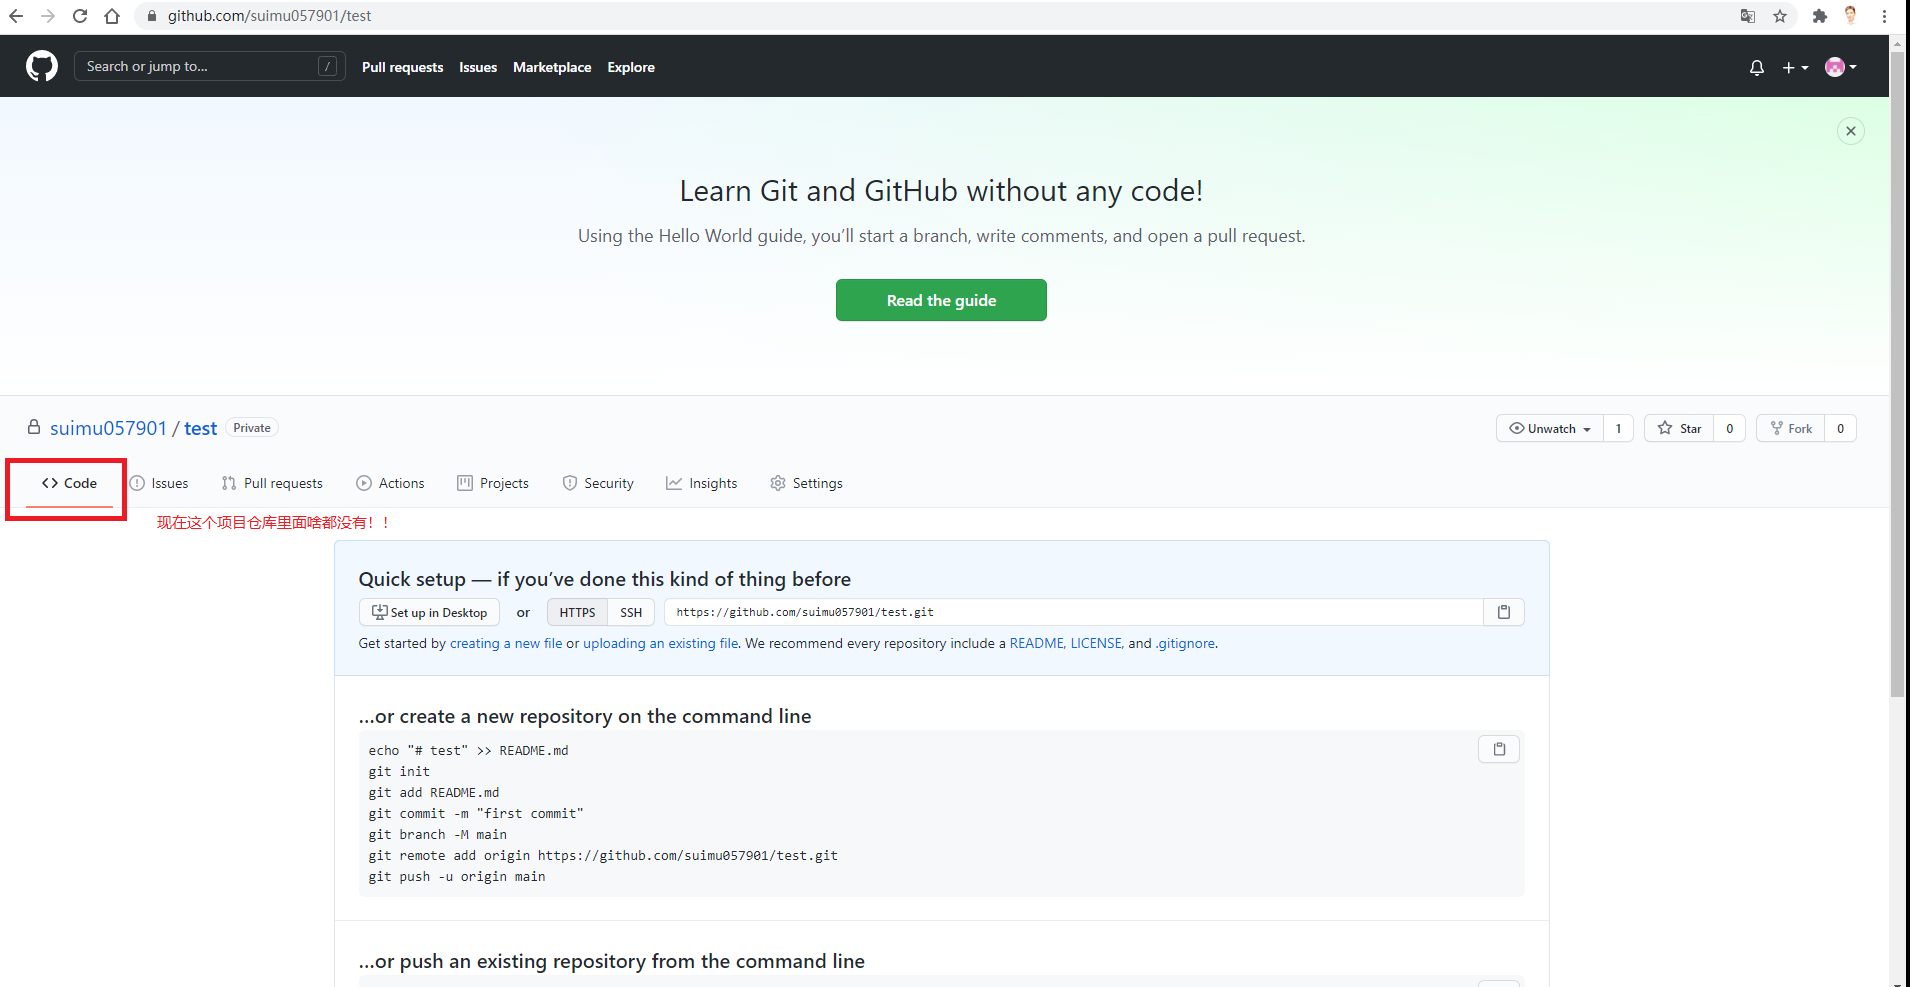 github.com/suimu057901/test
Search or jump to... /
Pull requests Issues Marketplace Explore
Learn Git and GitHub without any code!
Using the Hello World guide, you’ll start a branch, write comments, and open a pull request.
Read the guide
suimu057901 / test Private
Unwatch 1 Star 0 Fork 0
Code Issues Pull requests Actions Projects Security Insights Settings
现在这个项目仓库里面啥都没有！！
Quick setup — if you’ve done this kind of thing before
Set up in Desktop or HTTPS SSH https://github.com/suimu057901/test.git
Get started by creating a new file or uploading an existing file. We recommend every repository include a README, LICENSE, and .gitignore.
…or create a new repository on the command line
echo "# test" >> README.md
git init
git add README.md
git commit -m "first commit"
git branch -M main
git remote add origin https://github.com/suimu057901/test.git
git push -u origin main
…or push an existing repository from the command line